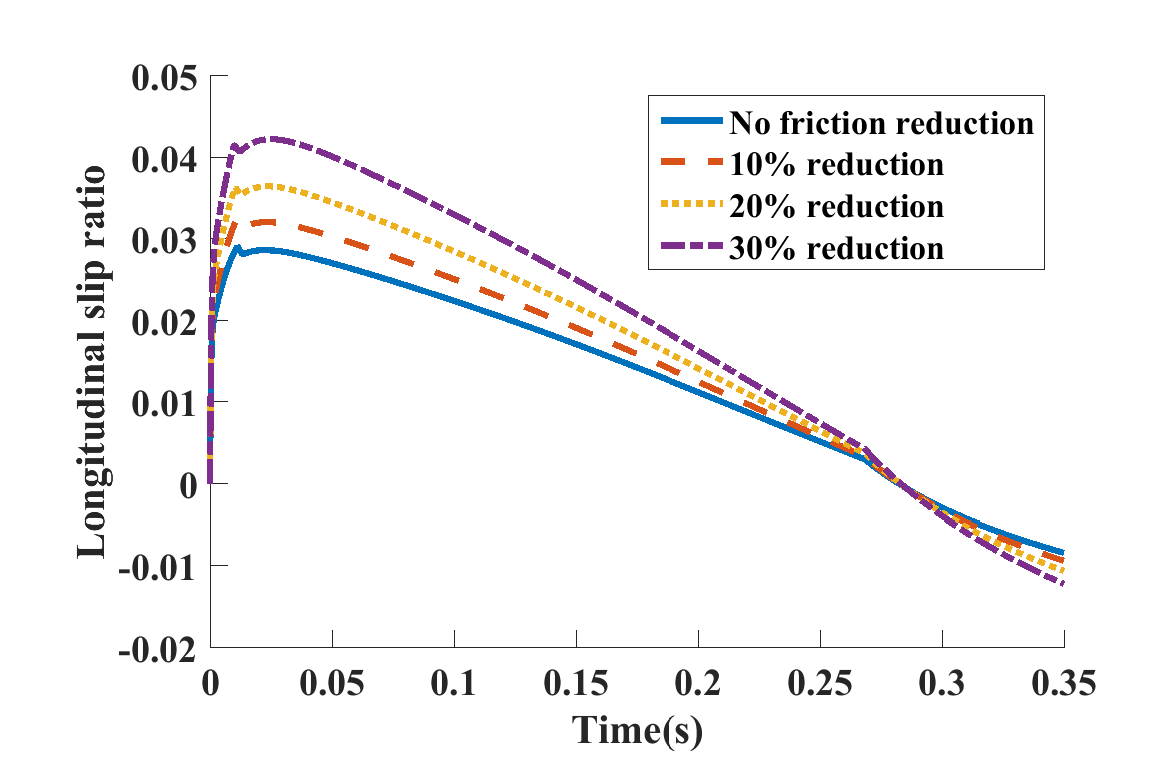 0.05
0.04
0.03
0.02
0.01
0
-0.01
-0.02
Longitudinal slip ratio
No friction reduction
10% reduction
20% reduction
30% reduction
0 0.05 0.1 0.15 0.2 0.25 0.3 0.35
Time(s)